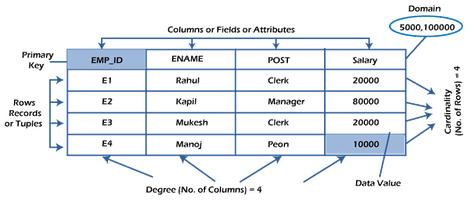 Columns or Fields or Attributes
Domain
5000,100000
Primary
Key
EMP_ID ENAME POST Salary
Rows
Records
or Tuples
E1 Rahul Clerk 20000
E2 Kapil Manager 80000
E3 Mukesh Clerk 20000
E4 Manoj Peon 10000
Cardinality
(No. of Rows) = 4
Degree (No. of Columns) = 4
Data Value